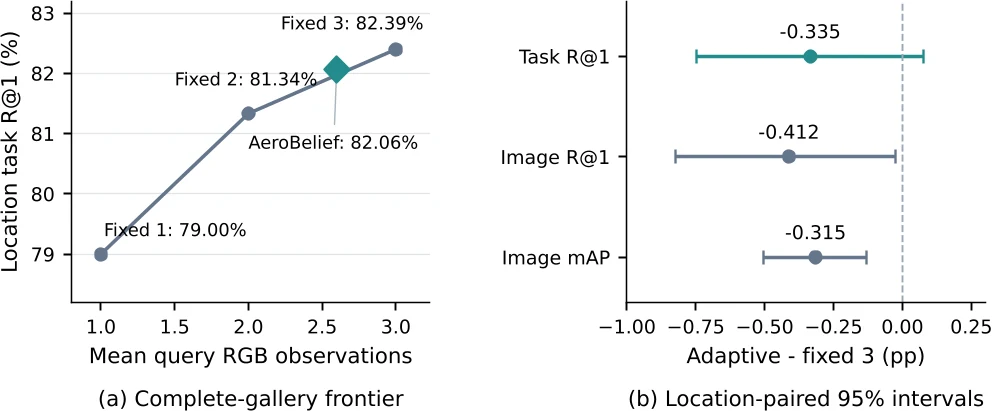 83
82
81
80
79
Location task R@1 (%)
Fixed 3: 82.39%
Fixed 2: 81.34%
AeroBelief: 82.06%
Fixed 1: 79.00%
1.0 1.5 2.0 2.5 3.0
Mean query RGB observations
(a) Complete-gallery frontier
Task R@1
Image R@1
Image mAP
-0.335
-0.412
-0.315
−1.00 −0.75 −0.50 −0.25 0.00 0.25
Adaptive - fixed 3 (pp)
(b) Location-paired 95% intervals